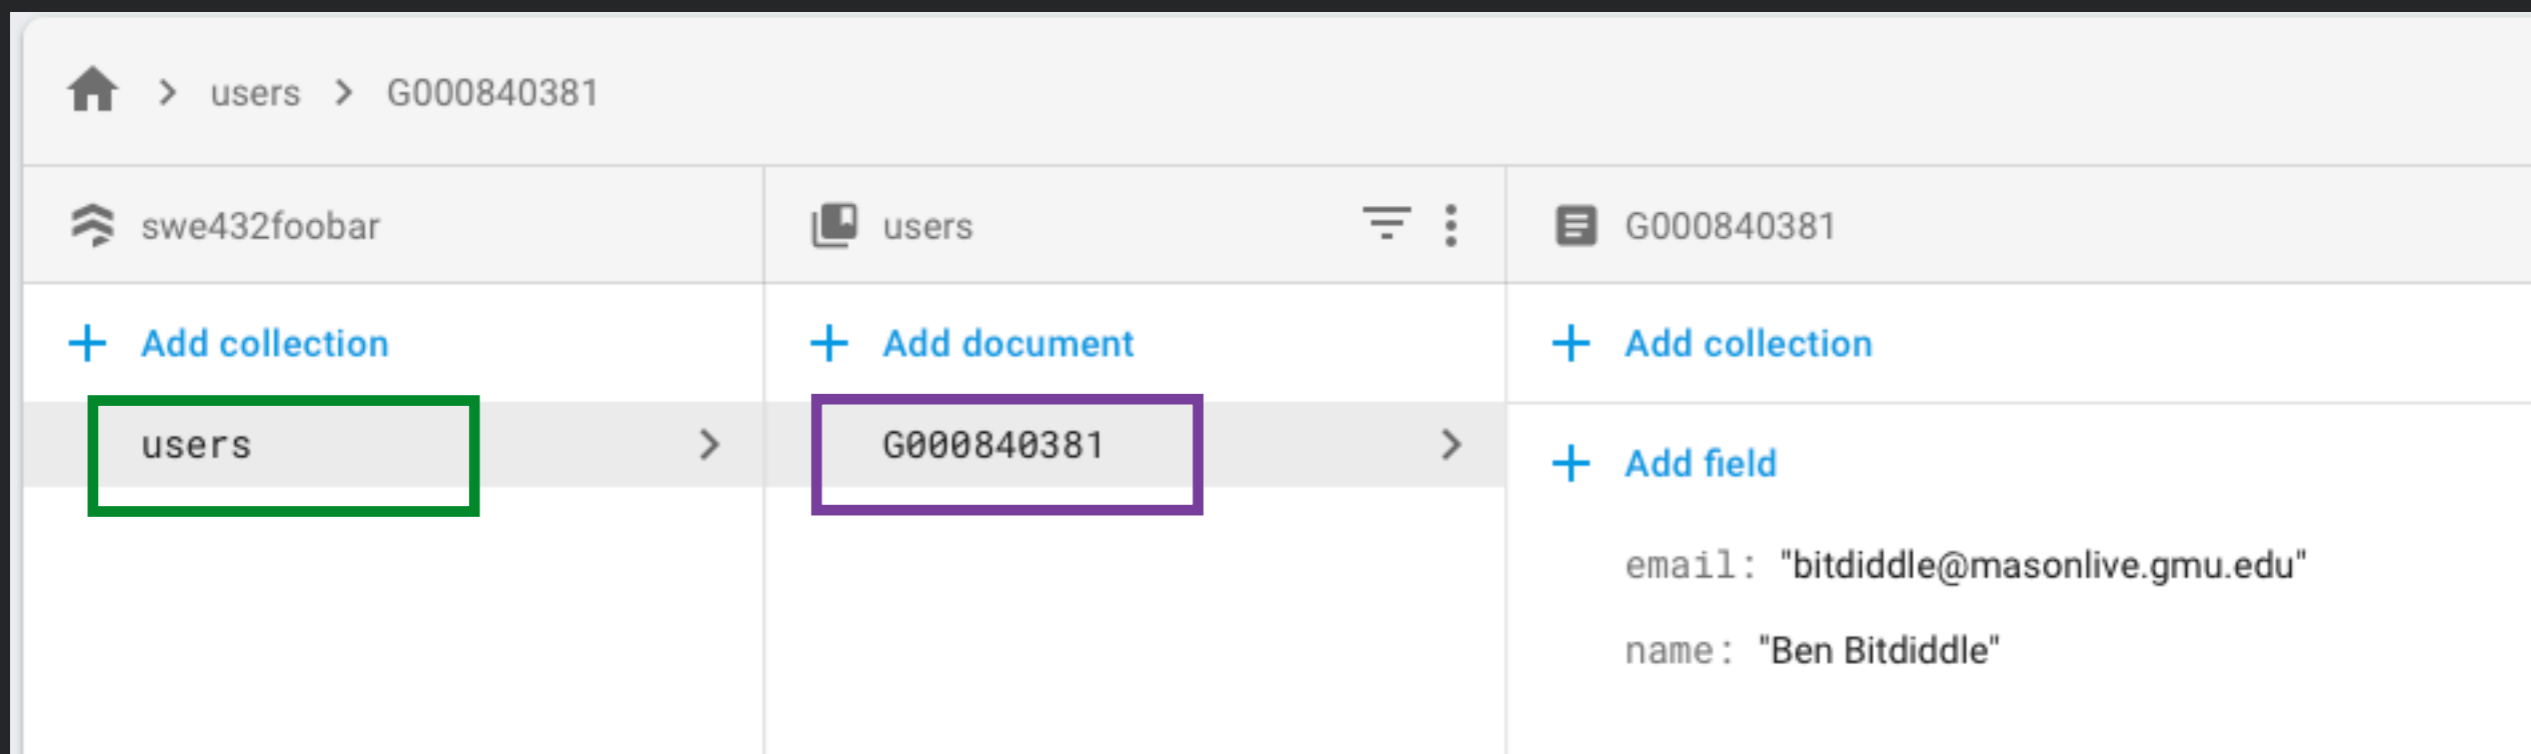 users G000840381
swe432foobar
users
G000840381
Add collection
Add document
Add collection
users
G000840381
Add field
email: "bitdiddle@masonlive.gmu.edu"
name: "Ben Bitdiddle"